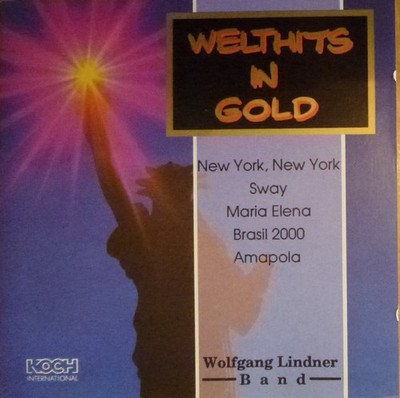 WELTHITS
IN
GOLD
New York, New York
Sway
Maria Elena
Brasil 2000
Amapola
KOCH
INTERNATIONAL
Wolfgang Lindner
Band